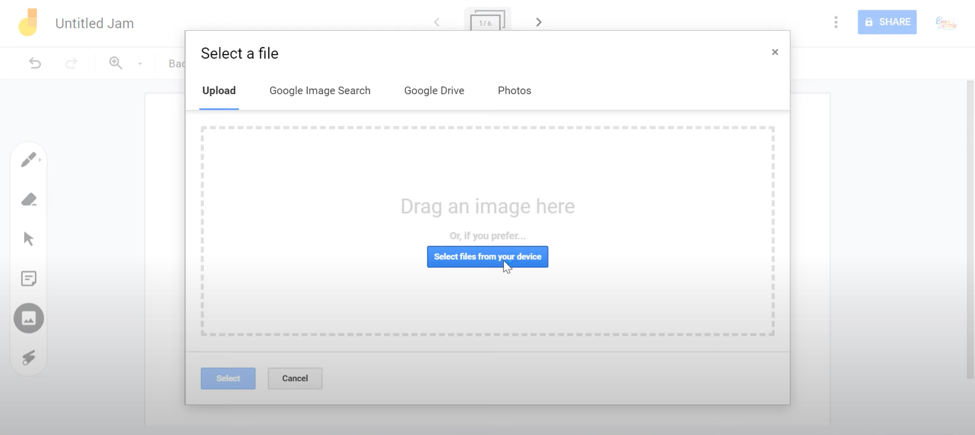 Untitled Jam
1 / 6
SHARE
Bac
Select a file
×
Upload
Google Image Search
Google Drive
Photos
Drag an image here
Or, if you prefer...
Select files from your device
Select
Cancel